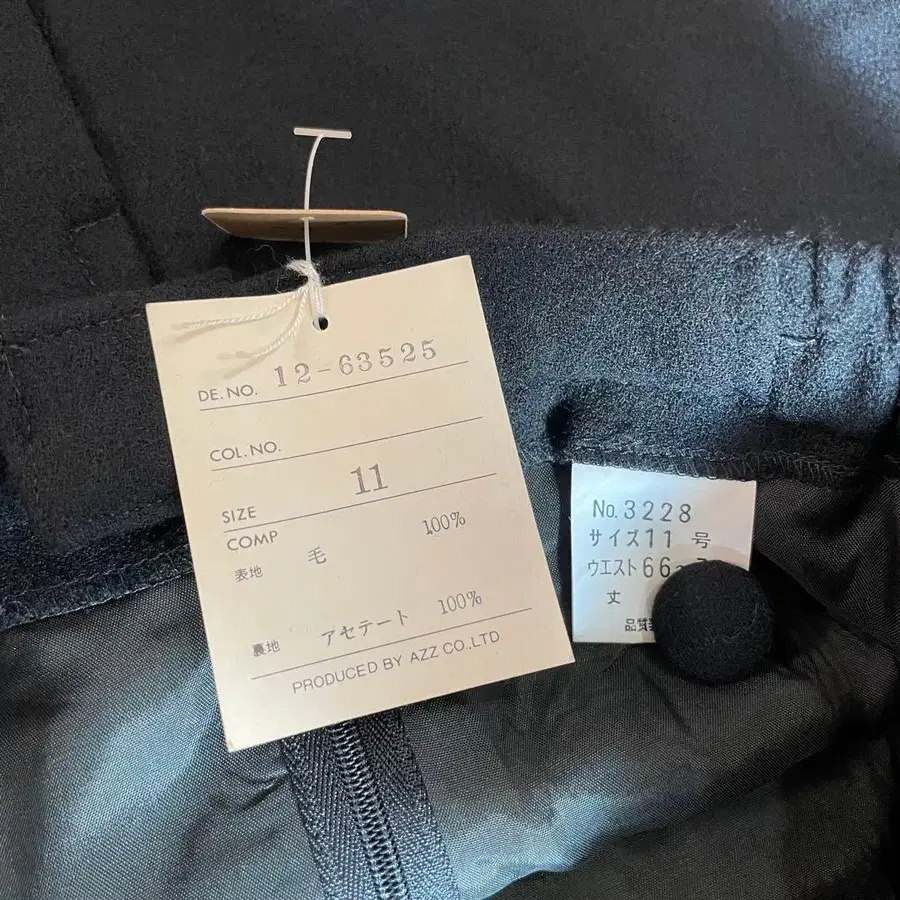 DE. NO. 12-63525
COL. NO.
SIZE 11
COMP
表地 毛 100%
裏地 アセテート 100%
PRODUCED BY AZZ CO., LTD.
No. 3228
サイズ 11 号
ウエスト 66
丈
品質